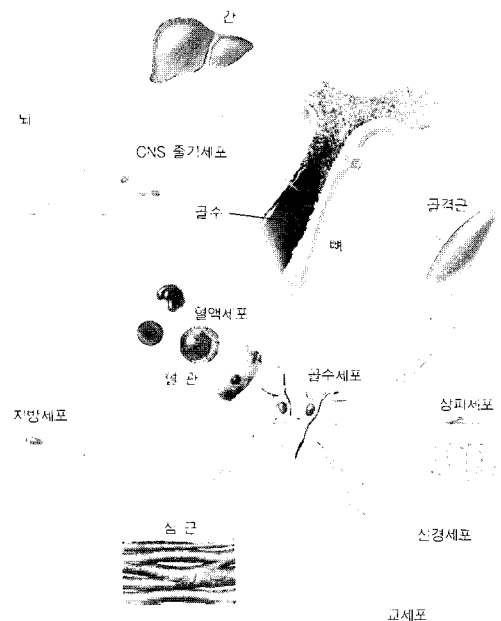 간
뇌
CNS 줄기세포
골수
뼈
골격근
혈액세포
혈 관
골수세포
지방세포
상피세포
심 근
신경세포
교세포